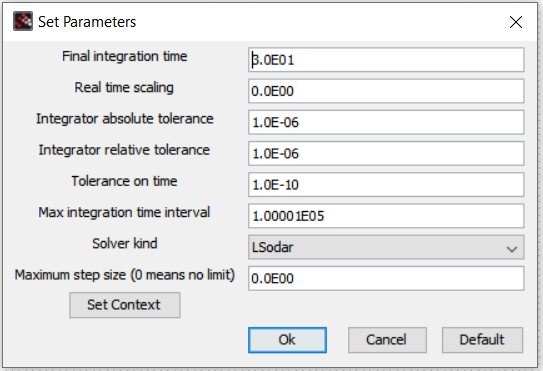 Set Parameters
Final integration time 3.0E01
Real time scaling 0.0E00
Integrator absolute tolerance 1.0E-06
Integrator relative tolerance 1.0E-06
Tolerance on time 1.0E-10
Max integration time interval 1.00001E05
Solver kind LSodar
Maximum step size (0 means no limit) 0.0E00
Set Context
Ok Cancel Default